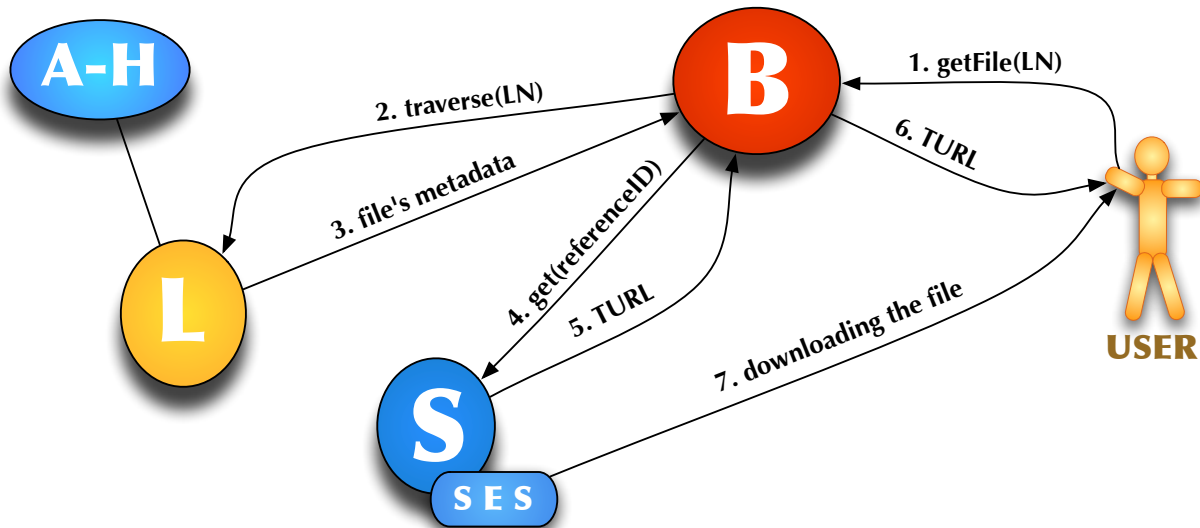 A-H
B
1. getFile(LN)
2. traverse(LN)
6. TURL
3. file's metadata
4. get(referenceID)
L
5. TURL
7. downloading the file
USER
S
S E S